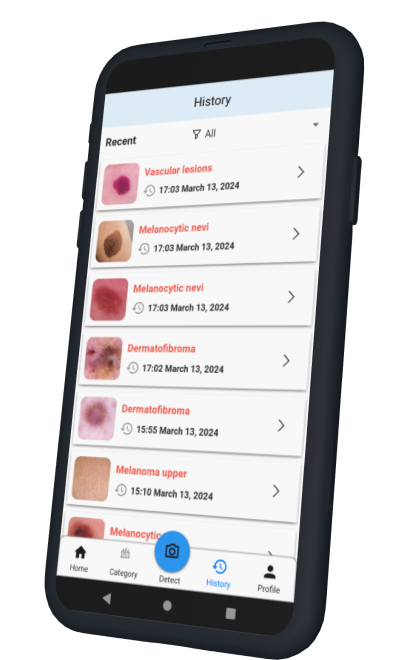 History
Recent
All
Vascular lesions
17:03 March 13, 2024
Melanocytic nevi
17:03 March 13, 2024
Melanocytic nevi
17:03 March 13, 2024
Dermatofibroma
17:02 March 13, 2024
Dermatofibroma
15:55 March 13, 2024
Melanoma upper
15:10 March 13, 2024
Melanocytic
Home
Category
Detect
History
Profile